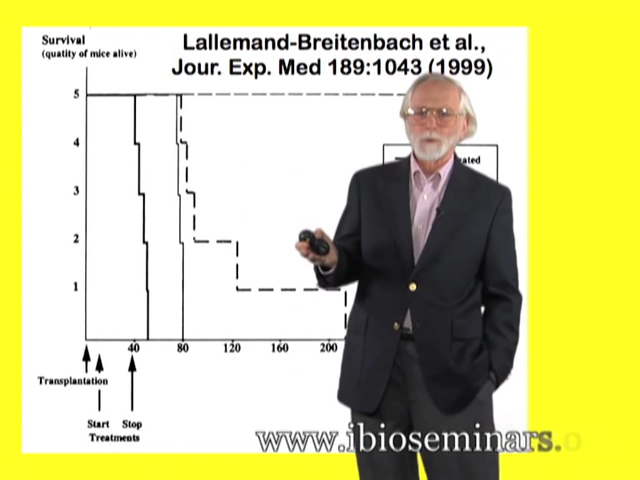 Survival
(quatity of mice alive)
Lallemand-Breitenbach et al.,
Jour. Exp. Med 189:1043 (1999)
5
4
3
2
1
40 80 120 160 200
Transplantation
Start Stop
Treatments
www.ibioseminars.o